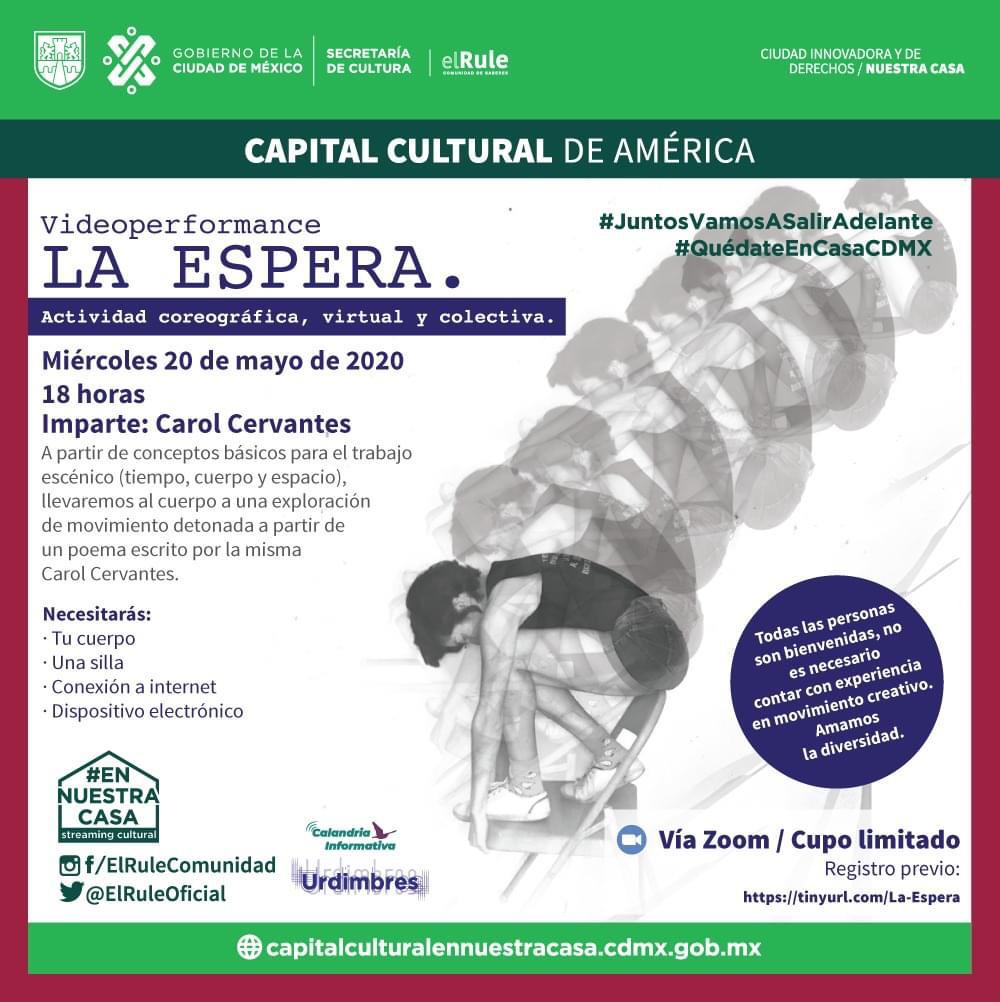 GOBIERNO DE LA
CIUDAD DE MÉXICO
SECRETARÍA
DE CULTURA
elRule
COMUNIDAD DE SABERES
CIUDAD INNOVADORA Y DE
DERECHOS / NUESTRA CASA
CAPITAL CULTURAL DE AMÉRICA
Videoperformance
LA ESPERA.
Actividad coreográfica, virtual y colectiva.
#JuntosVamosASalirAdelante
#QuédateEnCasaCDMX
Miércoles 20 de mayo de 2020
18 horas
Imparte: Carol Cervantes
A partir de conceptos básicos para el trabajo
escénico (tiempo, cuerpo y espacio),
llevaremos al cuerpo a una exploración
de movimiento detonada a partir de
un poema escrito por la misma
Carol Cervantes.
Necesitarás:
· Tu cuerpo
· Una silla
· Conexión a internet
· Dispositivo electrónico
Todas las personas
son bienvenidas, no
es necesario
contar con experiencia
en movimiento creativo.
Amamos
la diversidad.
#EN
NUESTRA
CASA
streaming cultural
f/ElRuleComunidad
@ElRuleOficial
Calandria
Informativa
Urdimbres
Vía Zoom / Cupo limitado
Registro previo:
https://tinyurl.com/La-Espera
capitalculturalennuestracasa.cdmx.gob.mx